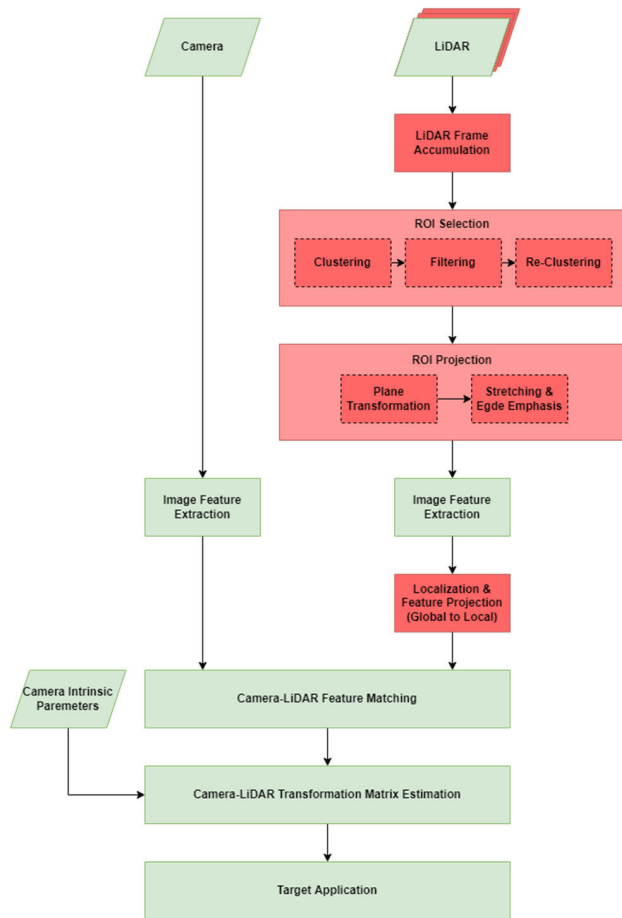 Camera
LiDAR
LiDAR Frame
Accumulation
ROI Selection
Clustering
Filtering
Re-Clustering
ROI Projection
Plane
Transformation
Stretching &
Egde Emphasis
Image Feature
Extraction
Image Feature
Extraction
Localization &
Feature Projection
(Global to Local)
Camera Intrinsic
Paremeters
Camera-LiDAR Feature Matching
Camera-LiDAR Transformation Matrix Estimation
Target Application